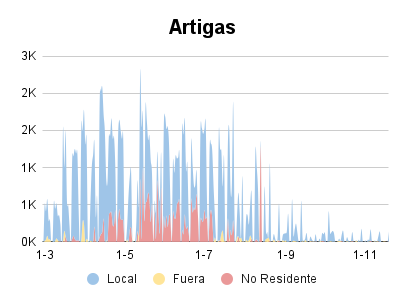 Artigas
3K
2K
2K
1K
1K
0K
1-3 1-5 1-7 1-9 1-11
Local Fuera No Residente